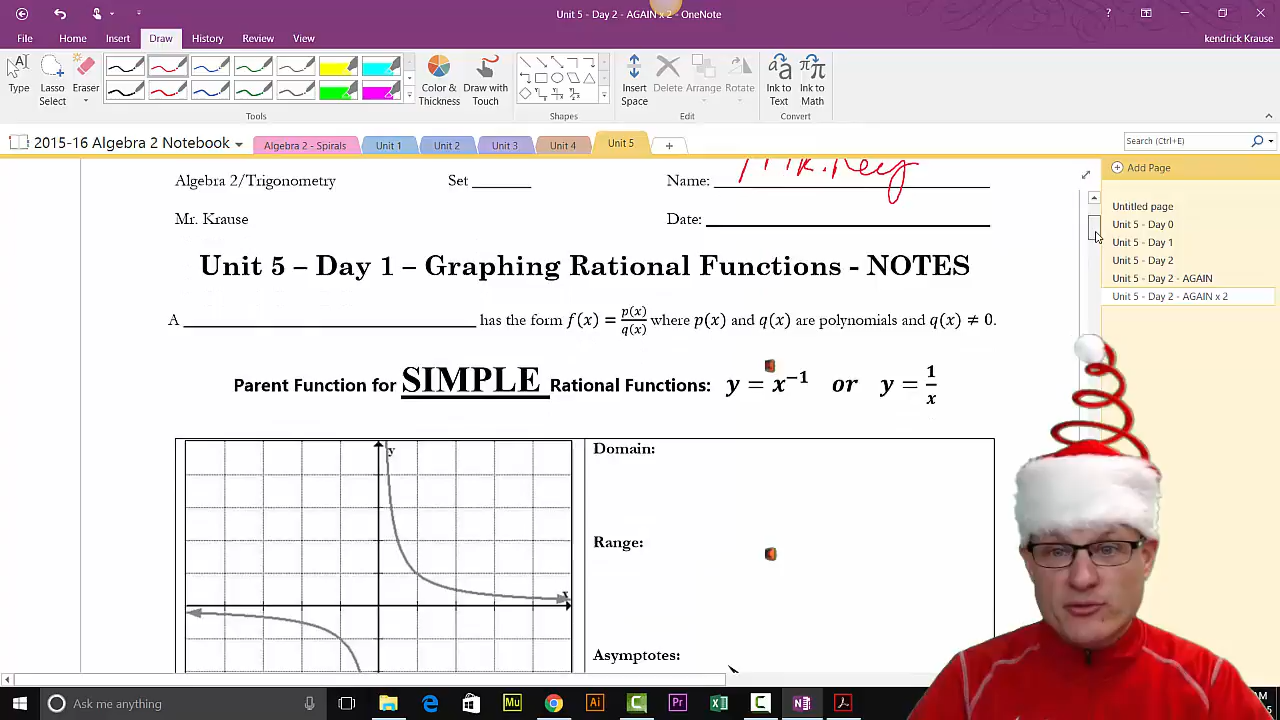 Unit 5 - Day 2 - AGAIN x 2 - OneNote
kendrick Krause
File Home Insert Draw History Review View
Type
Lasso Select
Eraser
Color & Thickness
Draw with Touch
Insert Space
Delete
Arrange
Rotate
Ink to Text
Ink to Math
Tools
Shapes
Edit
Convert
2015-16 Algebra 2 Notebook
Algebra 2 - Spirals
Unit 1
Unit 2
Unit 3
Unit 4
Unit 5
Search (Ctrl+E)
Add Page
Untitled page
Unit 5 - Day 0
Unit 5 - Day 1
Unit 5 - Day 2
Unit 5 - Day 2 - AGAIN
Unit 5 - Day 2 - AGAIN x 2
Algebra 2/Trigonometry Set ______ Name: ______
Mr. Krause Date: ______
Unit 5 – Day 1 – Graphing Rational Functions - NOTES
A ______ has the form f(x) = p(x)/q(x) where p(x) and q(x) are polynomials and q(x) ≠ 0.
Parent Function for SIMPLE Rational Functions: y = x⁻¹ or y = 1/x
y
x
Domain:
Range:
Asymptotes:
Ask me anything